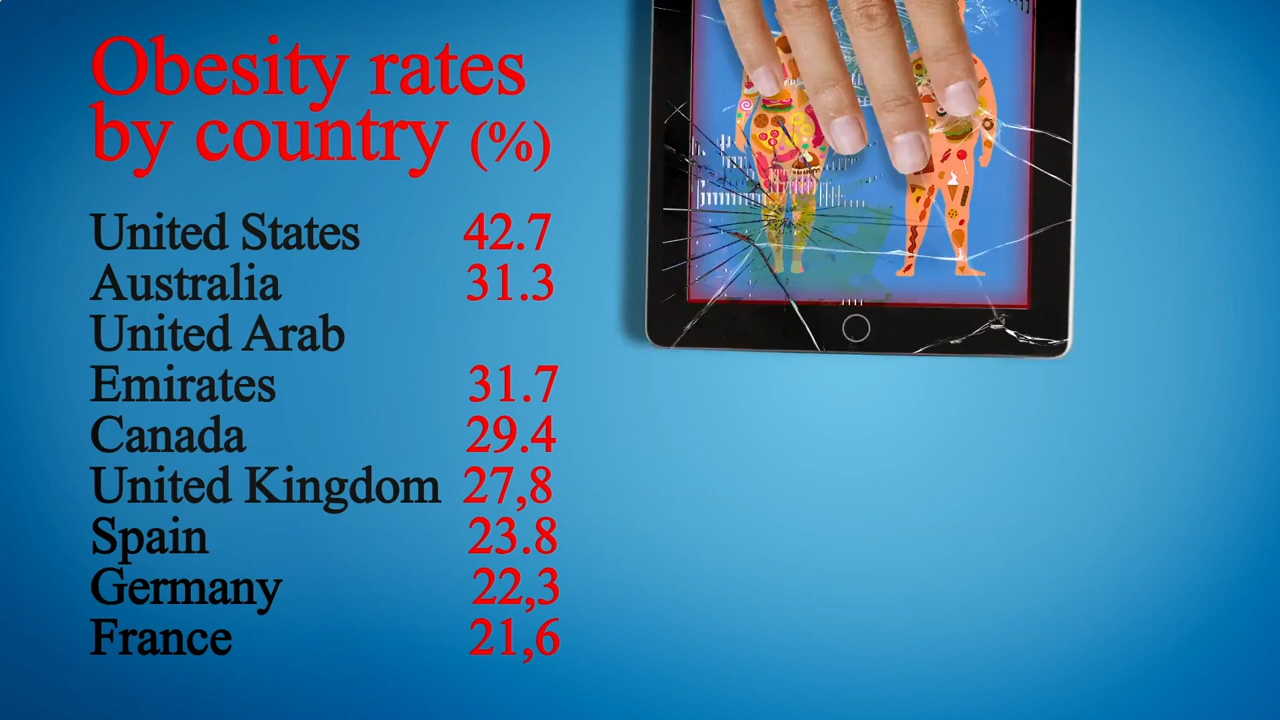 Obesity rates
by country (%)
United States 42.7
Australia 31.3
United Arab
Emirates 31.7
Canada 29.4
United Kingdom 27,8
Spain 23.8
Germany 22,3
France 21,6